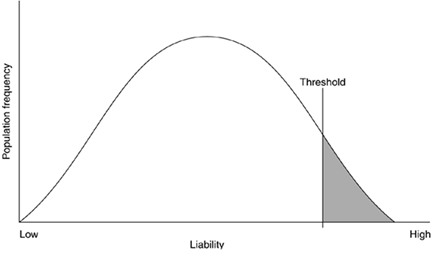 Population frequency
Threshold
Low
High
Liability